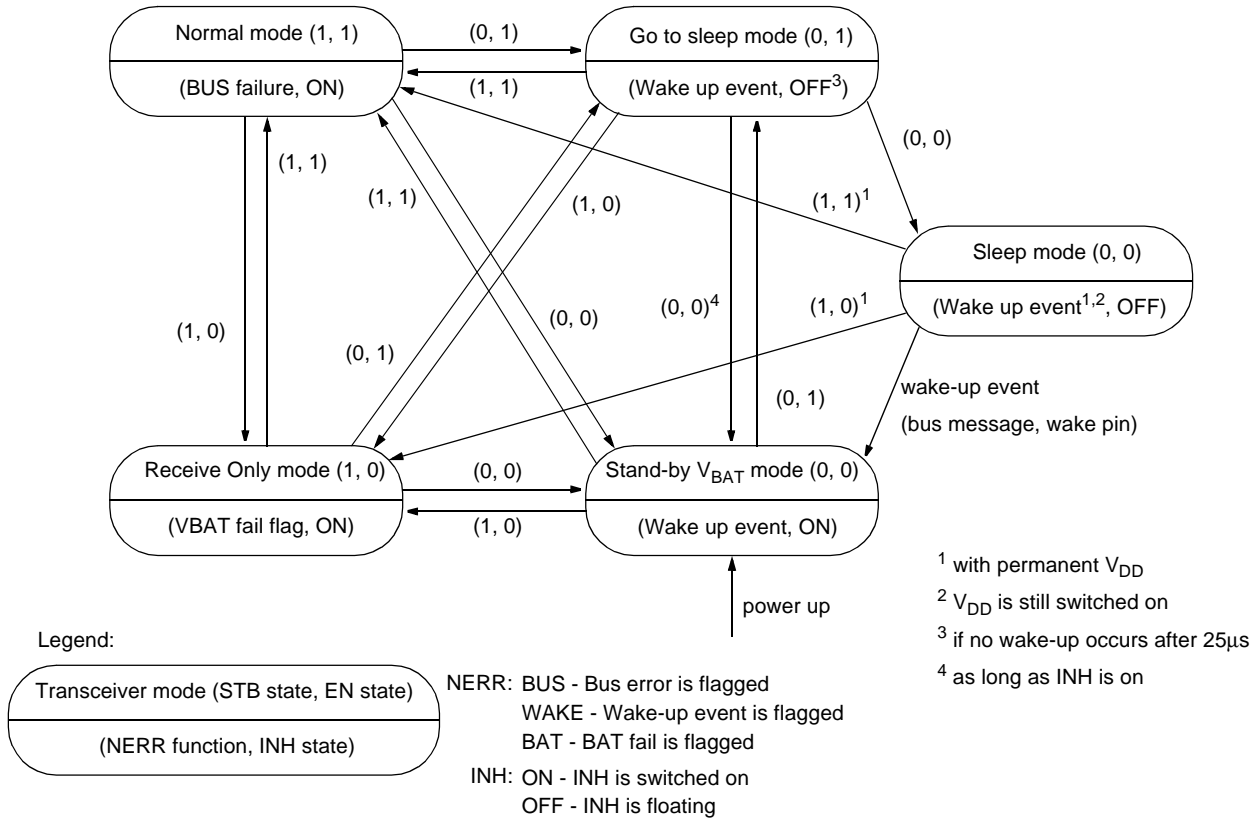 Normal mode (1, 1)
(BUS failure, ON)
(0, 1)
(1, 1)
Go to sleep mode (0, 1)
(Wake up event, OFF³)
(0, 0)
(1, 1)
(1, 1)
(1, 0)
(1, 1)¹
Sleep mode (0, 0)
(Wake up event¹,², OFF)
(1, 0)
(0, 1)
(0, 0)
(0, 0)⁴
(1, 0)¹
(0, 1)
wake-up event
(bus message, wake pin)
Receive Only mode (1, 0)
(VBAT fail flag, ON)
(0, 0)
(1, 0)
Stand-by VBAT mode (0, 0)
(Wake up event, ON)
power up
¹ with permanent VDD
² VDD is still switched on
³ if no wake-up occurs after 25μs
⁴ as long as INH is on
Legend:
Transceiver mode (STB state, EN state)
(NERR function, INH state)
NERR: BUS - Bus error is flagged
WAKE - Wake-up event is flagged
BAT - BAT fail is flagged
INH: ON - INH is switched on
OFF - INH is floating